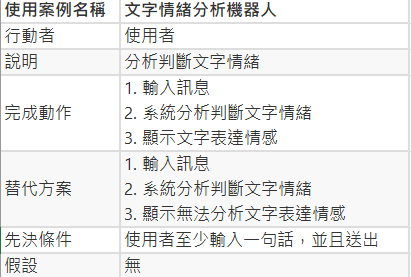 使用案例名稱 文字情緒分析機器人
行動者 使用者
說明 分析判斷文字情緒
完成動作
1. 輸入訊息
2. 系統分析判斷文字情緒
3. 顯示文字表達情感
替代方案
1. 輸入訊息
2. 系統分析判斷文字情緒
3. 顯示無法分析文字表達情感
先決條件 使用者至少輸入一句話，並且送出
假設 無